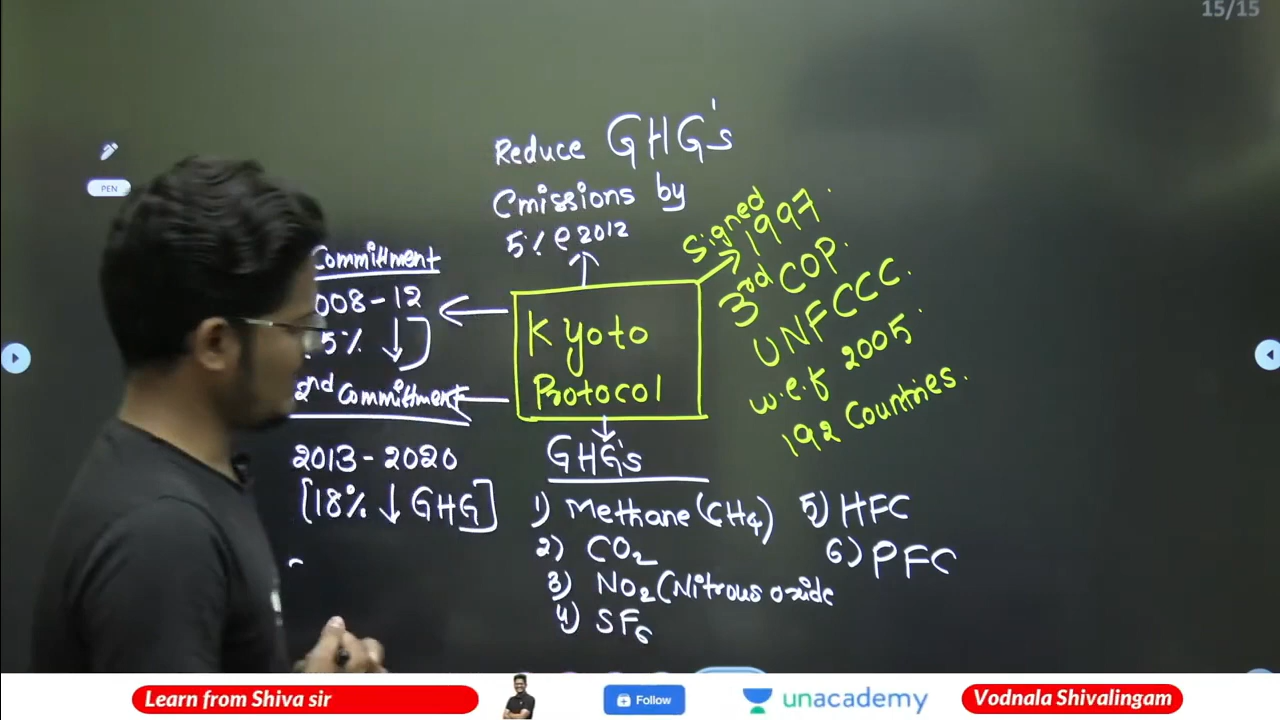 15/15
PEN
Reduce GHG's
Emissions by
5% @ 2012
Signed
1997.
3rd COP.
UNFCCC.
w.e.f 2005.
192 Countries.
Commitment
008-12
5% ↓
2nd Commitment
2013-2020
[18% ↓ GHG]
Kyoto
Protocol
GHG's
1) Methane (CH4)
2) CO2
3) NO2 (Nitrous oxide
4) SF6
5) HFC
6) PFC
Learn from Shiva sir
Follow
unacademy
Vodnala Shivalingam